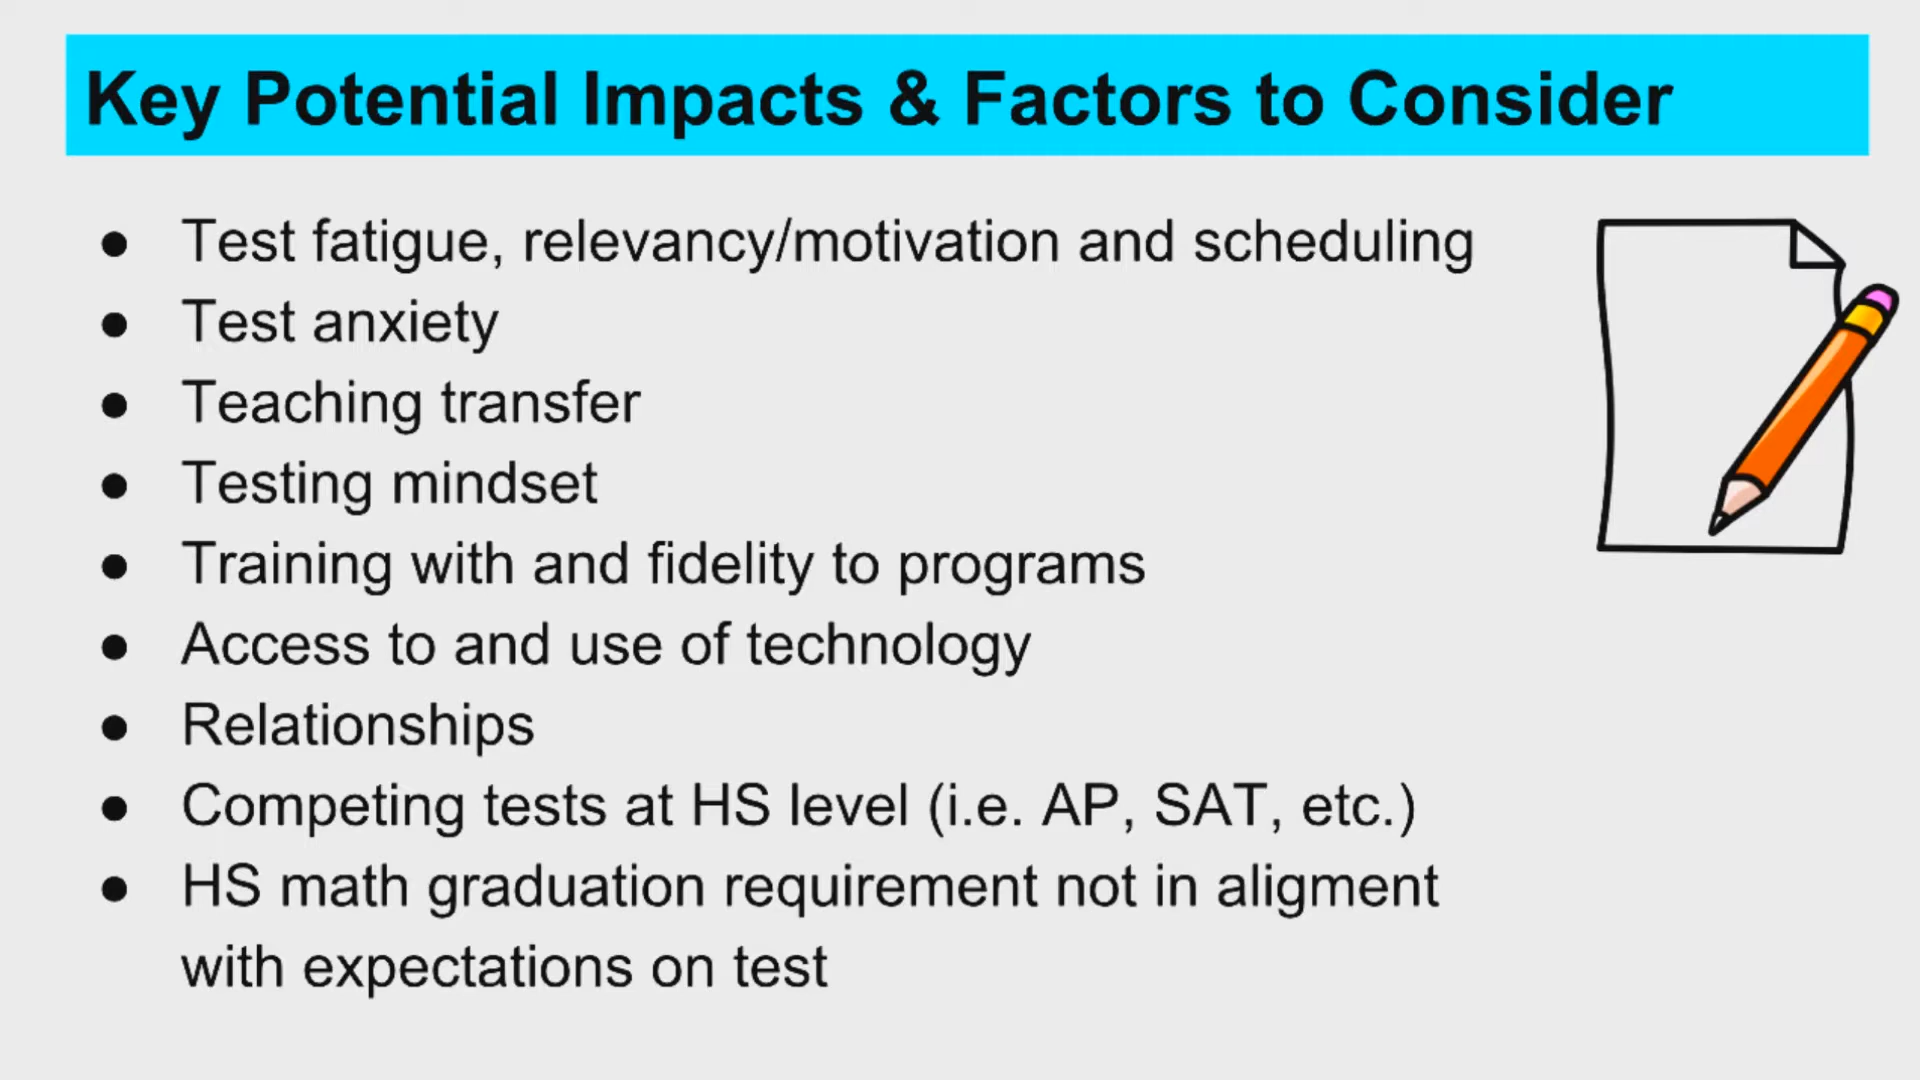 Key Potential Impacts & Factors to Consider
● Test fatigue, relevancy/motivation and scheduling
● Test anxiety
● Teaching transfer
● Testing mindset
● Training with and fidelity to programs
● Access to and use of technology
● Relationships
● Competing tests at HS level (i.e. AP, SAT, etc.)
● HS math graduation requirement not in aligment
with expectations on test